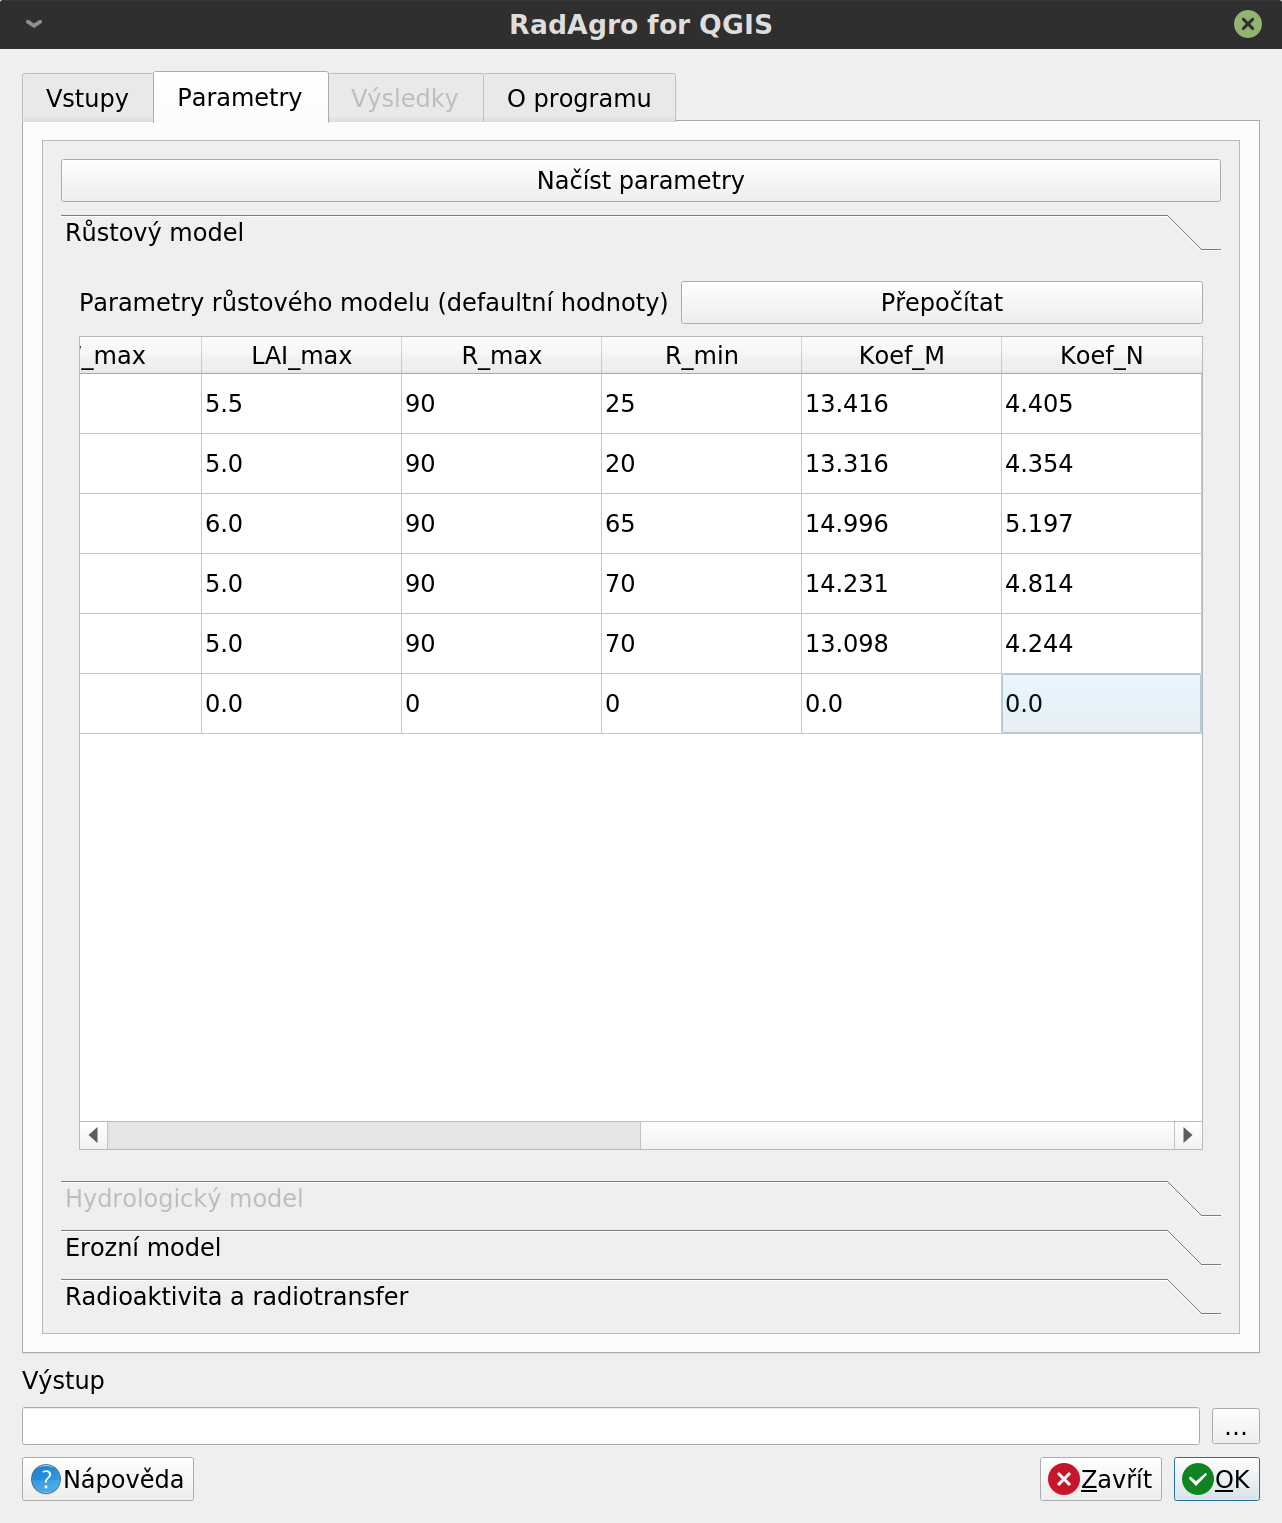 RadAgro for QGIS
Vstupy Parametry Výsledky O programu
Načíst parametry
Růstový model
Parametry růstového modelu (defaultní hodnoty) Přepočítat
_max LAI_max R_max R_min Koef_M Koef_N
5.5 90 25 13.416 4.405
5.0 90 20 13.316 4.354
6.0 90 65 14.996 5.197
5.0 90 70 14.231 4.814
5.0 90 70 13.098 4.244
0.0 0 0 0.0 0.0
Hydrologický model
Erozní model
Radioaktivita a radiotransfer
Výstup
...
Nápověda Zavřít OK